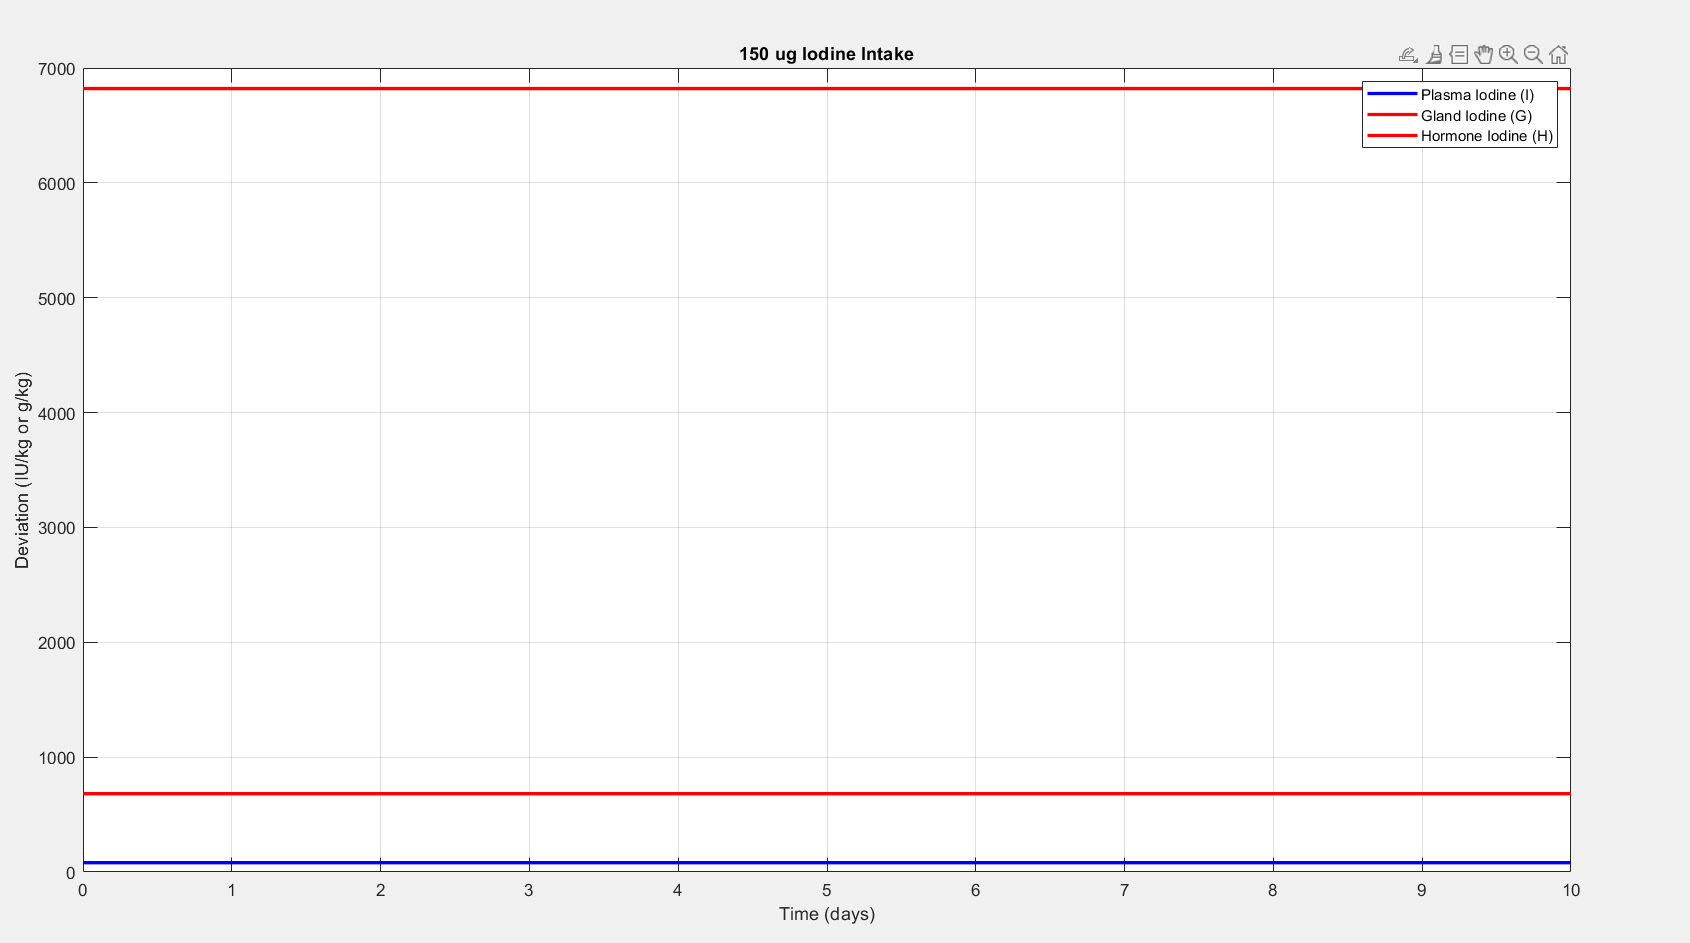 150 ug Iodine Intake
7000
6000
5000
4000
3000
2000
1000
0
Deviation (IU/kg or g/kg)
Plasma Iodine (I)
Gland Iodine (G)
Hormone Iodine (H)
0 1 2 3 4 5 6 7 8 9 10
Time (days)